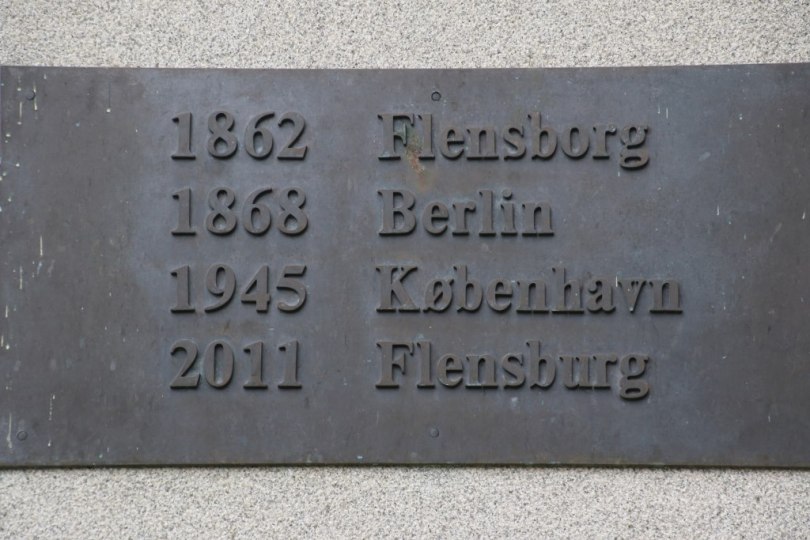 1862 Flensborg
1868 Berlin
1945 København
2011 Flensburg